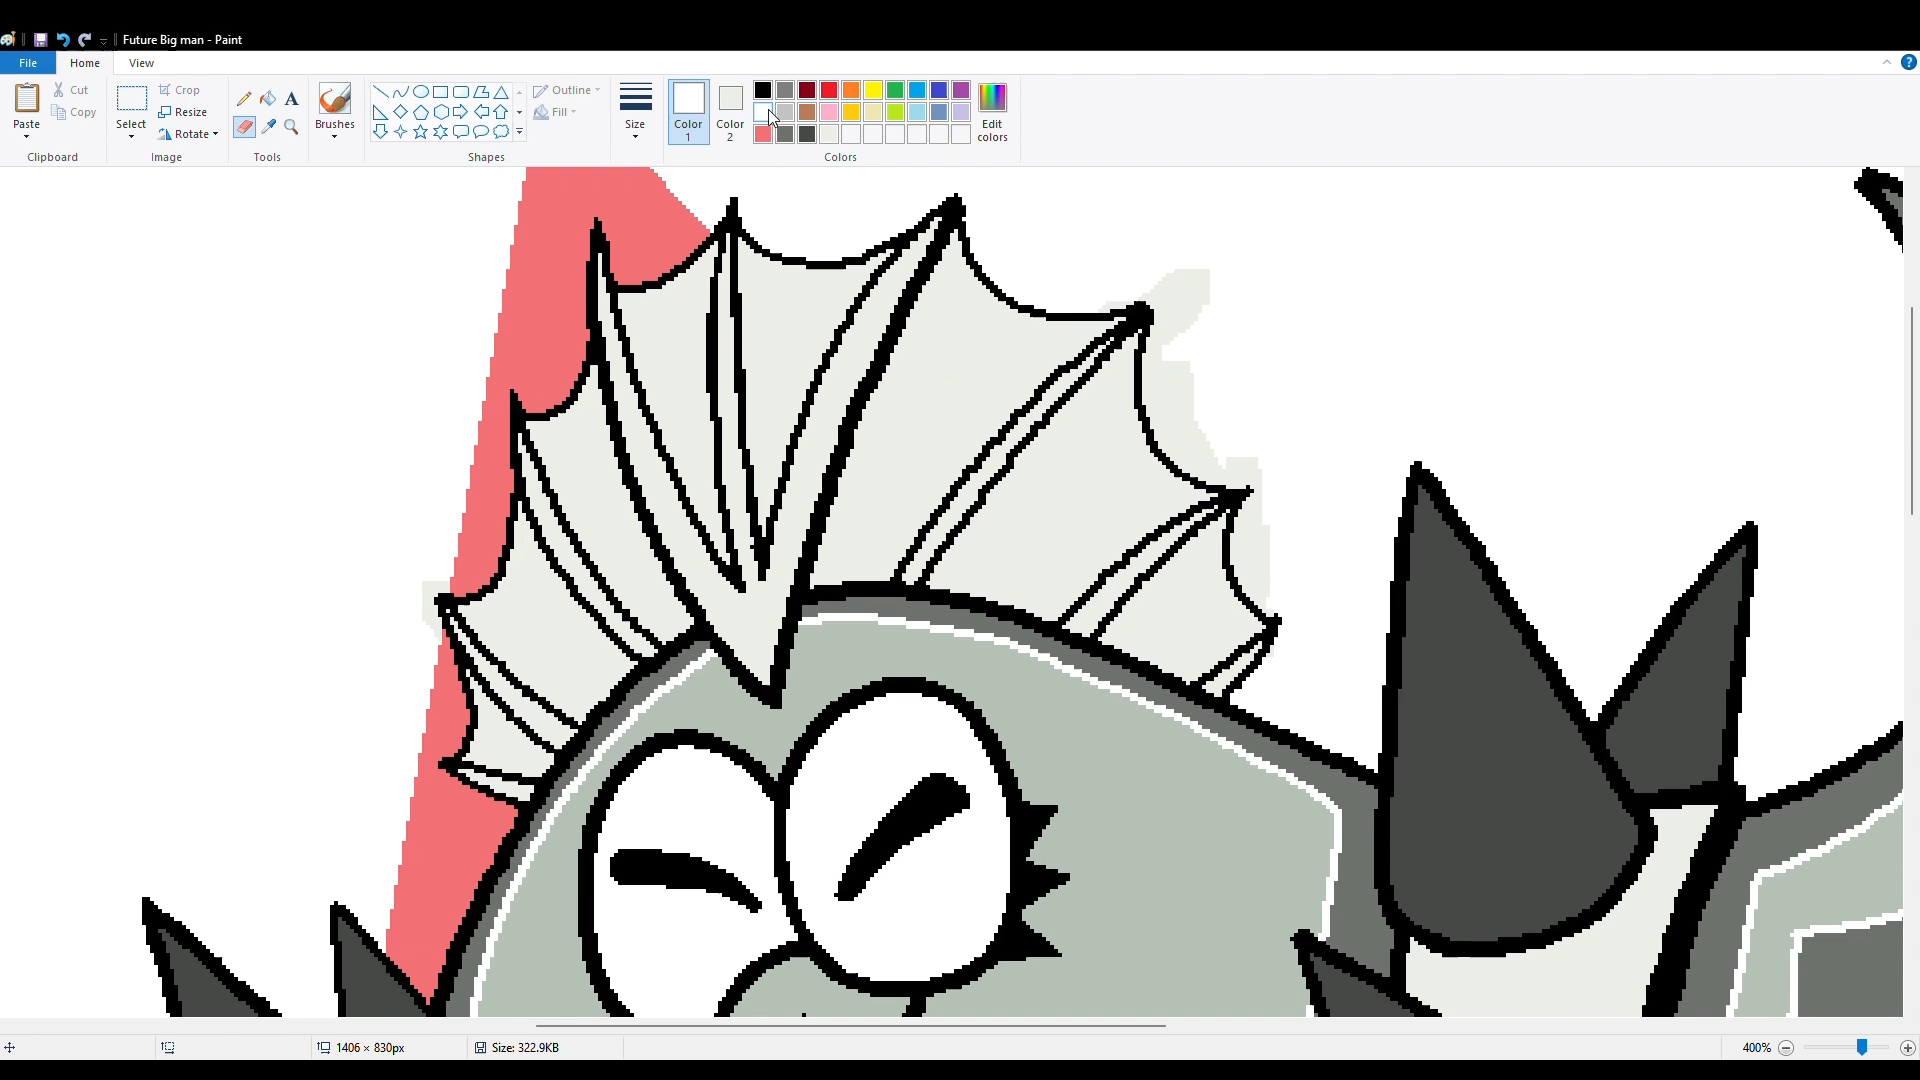 Future Big man - Paint
File
Home
View
Paste
Cut
Copy
Clipboard
Select
Crop
Resize
Rotate
Image
A
Tools
Brushes
Shapes
Outline
Fill
Size
Color
1
Color
2
Edit
colors
Colors
?
1406 × 830px
Size: 322.9KB
400%